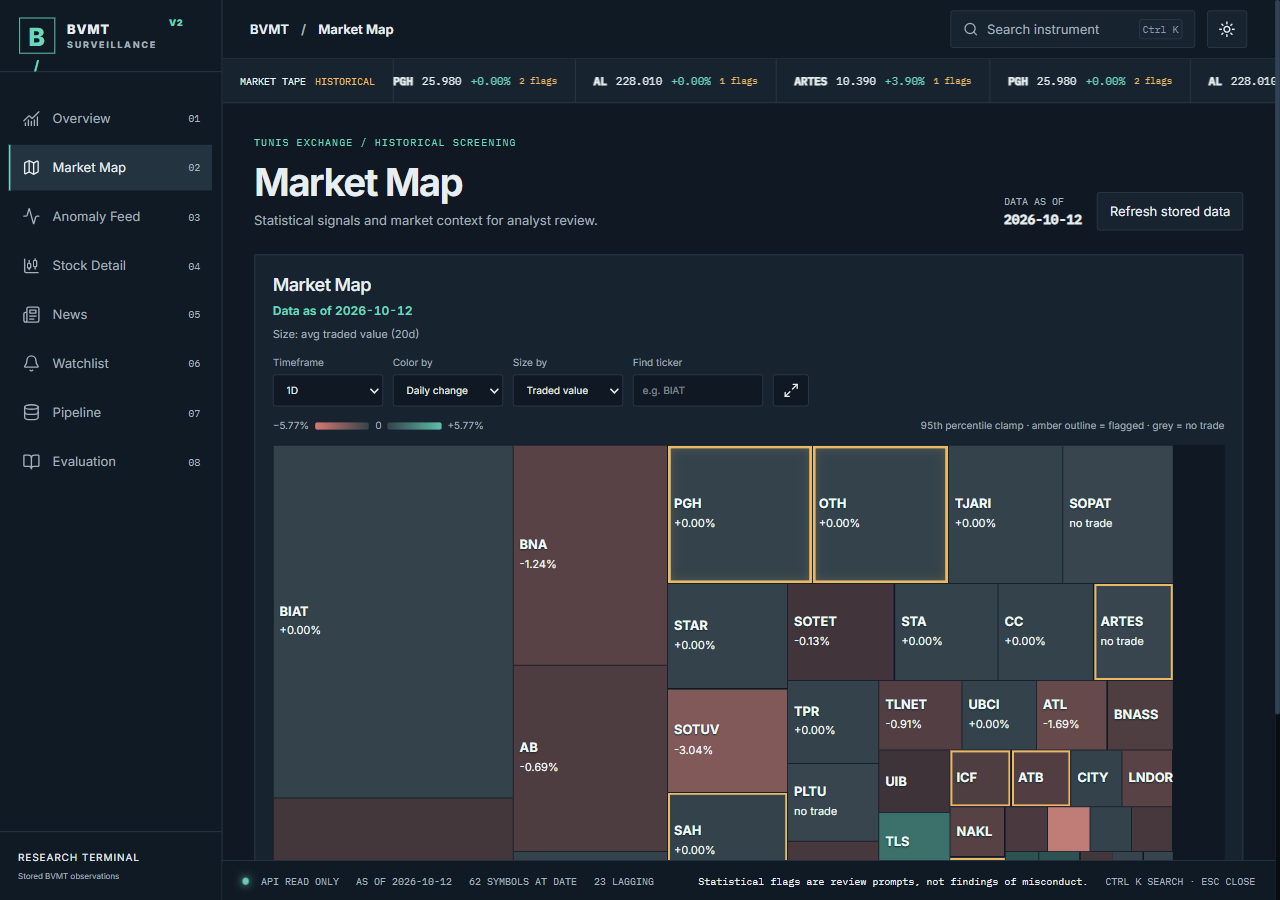 B
BVMT
V2
SURVEILLANCE
/
Overview 01
Market Map 02
Anomaly Feed 03
Stock Detail 04
News 05
Watchlist 06
Pipeline 07
Evaluation 08
RESEARCH TERMINAL
Stored BVMT observations
BVMT / Market Map
Search instrument Ctrl K
MARKET TAPE HISTORICAL
PGH 25.980 +0.00% 2 flags
AL 228.010 +0.00% 1 flags
ARTES 10.390 +3.90% 1 flags
PGH 25.980 +0.00% 2 flags
AL 228.010
TUNIS EXCHANGE / HISTORICAL SCREENING
Market Map
Statistical signals and market context for analyst review.
DATA AS OF
2026-10-12
Refresh stored data
Market Map
Data as of 2026-10-12
Size: avg traded value (20d)
Timeframe Color by Size by Find ticker
1D Daily change Traded value e.g. BIAT
−5.77% 0 +5.77%
95th percentile clamp · amber outline = flagged · grey = no trade
BIAT
+0.00%
BNA
-1.24%
AB
-0.69%
PGH
+0.00%
OTH
+0.00%
TJARI
+0.00%
SOPAT
no trade
STAR
+0.00%
SOTET
-0.13%
STA
+0.00%
CC
+0.00%
ARTES
no trade
SOTUV
-3.04%
TPR
+0.00%
TLNET
-0.91%
UBCI
+0.00%
ATL
-1.69%
BNASS
PLTU
no trade
UIB
ICF
ATB
CITY
LNDOR
SAH
+0.00%
TLS
NAKL
API READ ONLY AS OF 2026-10-12 62 SYMBOLS AT DATE 23 LAGGING
Statistical flags are review prompts, not findings of misconduct.
CTRL K SEARCH · ESC CLOSE